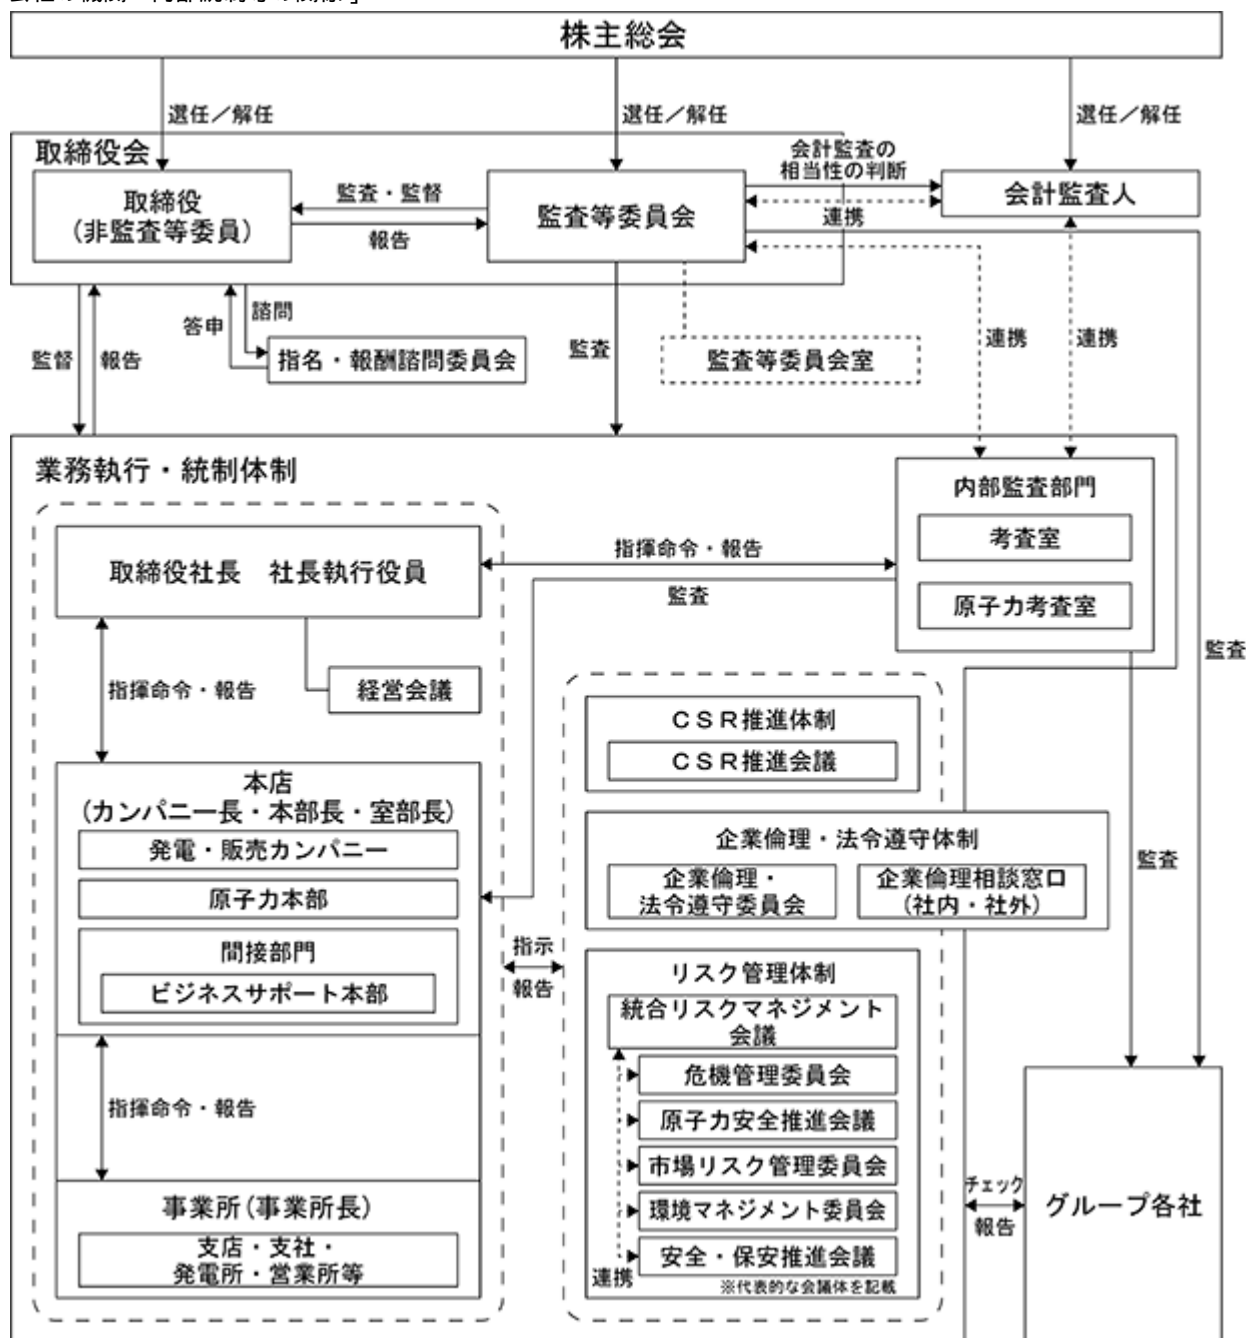 株主総会
選任／解任
選任／解任
選任／解任
取締役会
会計監査の
相当性の判断
取締役
(非監査等委員)
監査・監督
報告
監査等委員会
連携
会計監査人
監督
報告
答申
諮問
指名・報酬諮問委員会
監査
監査等委員会室
連携
連携
業務執行・統制体制
内部監査部門
考査室
原子力考査室
取締役社長　社長執行役員
指揮命令・報告
監査
監査
指揮命令・報告
経営会議
ＣＳＲ推進体制
ＣＳＲ推進会議
本店
(カンパニー長・本部長・室部長)
発電・販売カンパニー
原子力本部
間接部門
ビジネスサポート本部
企業倫理・法令遵守体制
企業倫理・
法令遵守委員会
企業倫理相談窓口
(社内・社外)
監査
指示
報告
リスク管理体制
統合リスクマネジメント
会議
危機管理委員会
原子力安全推進会議
市場リスク管理委員会
環境マネジメント委員会
安全・保安推進会議
連携
※代表的な会議体を記載
指揮命令・報告
事業所(事業所長)
支店・支社・
発電所・営業所等
チェック
報告
グループ各社